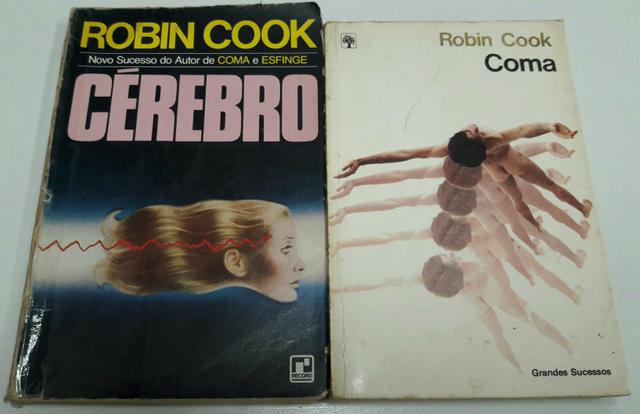 ROBIN COOK
Novo Sucesso do Autor de COMA e ESFINGE
CÉREBRO
RECORD
Robin Cook
Coma
Grandes Sucessos